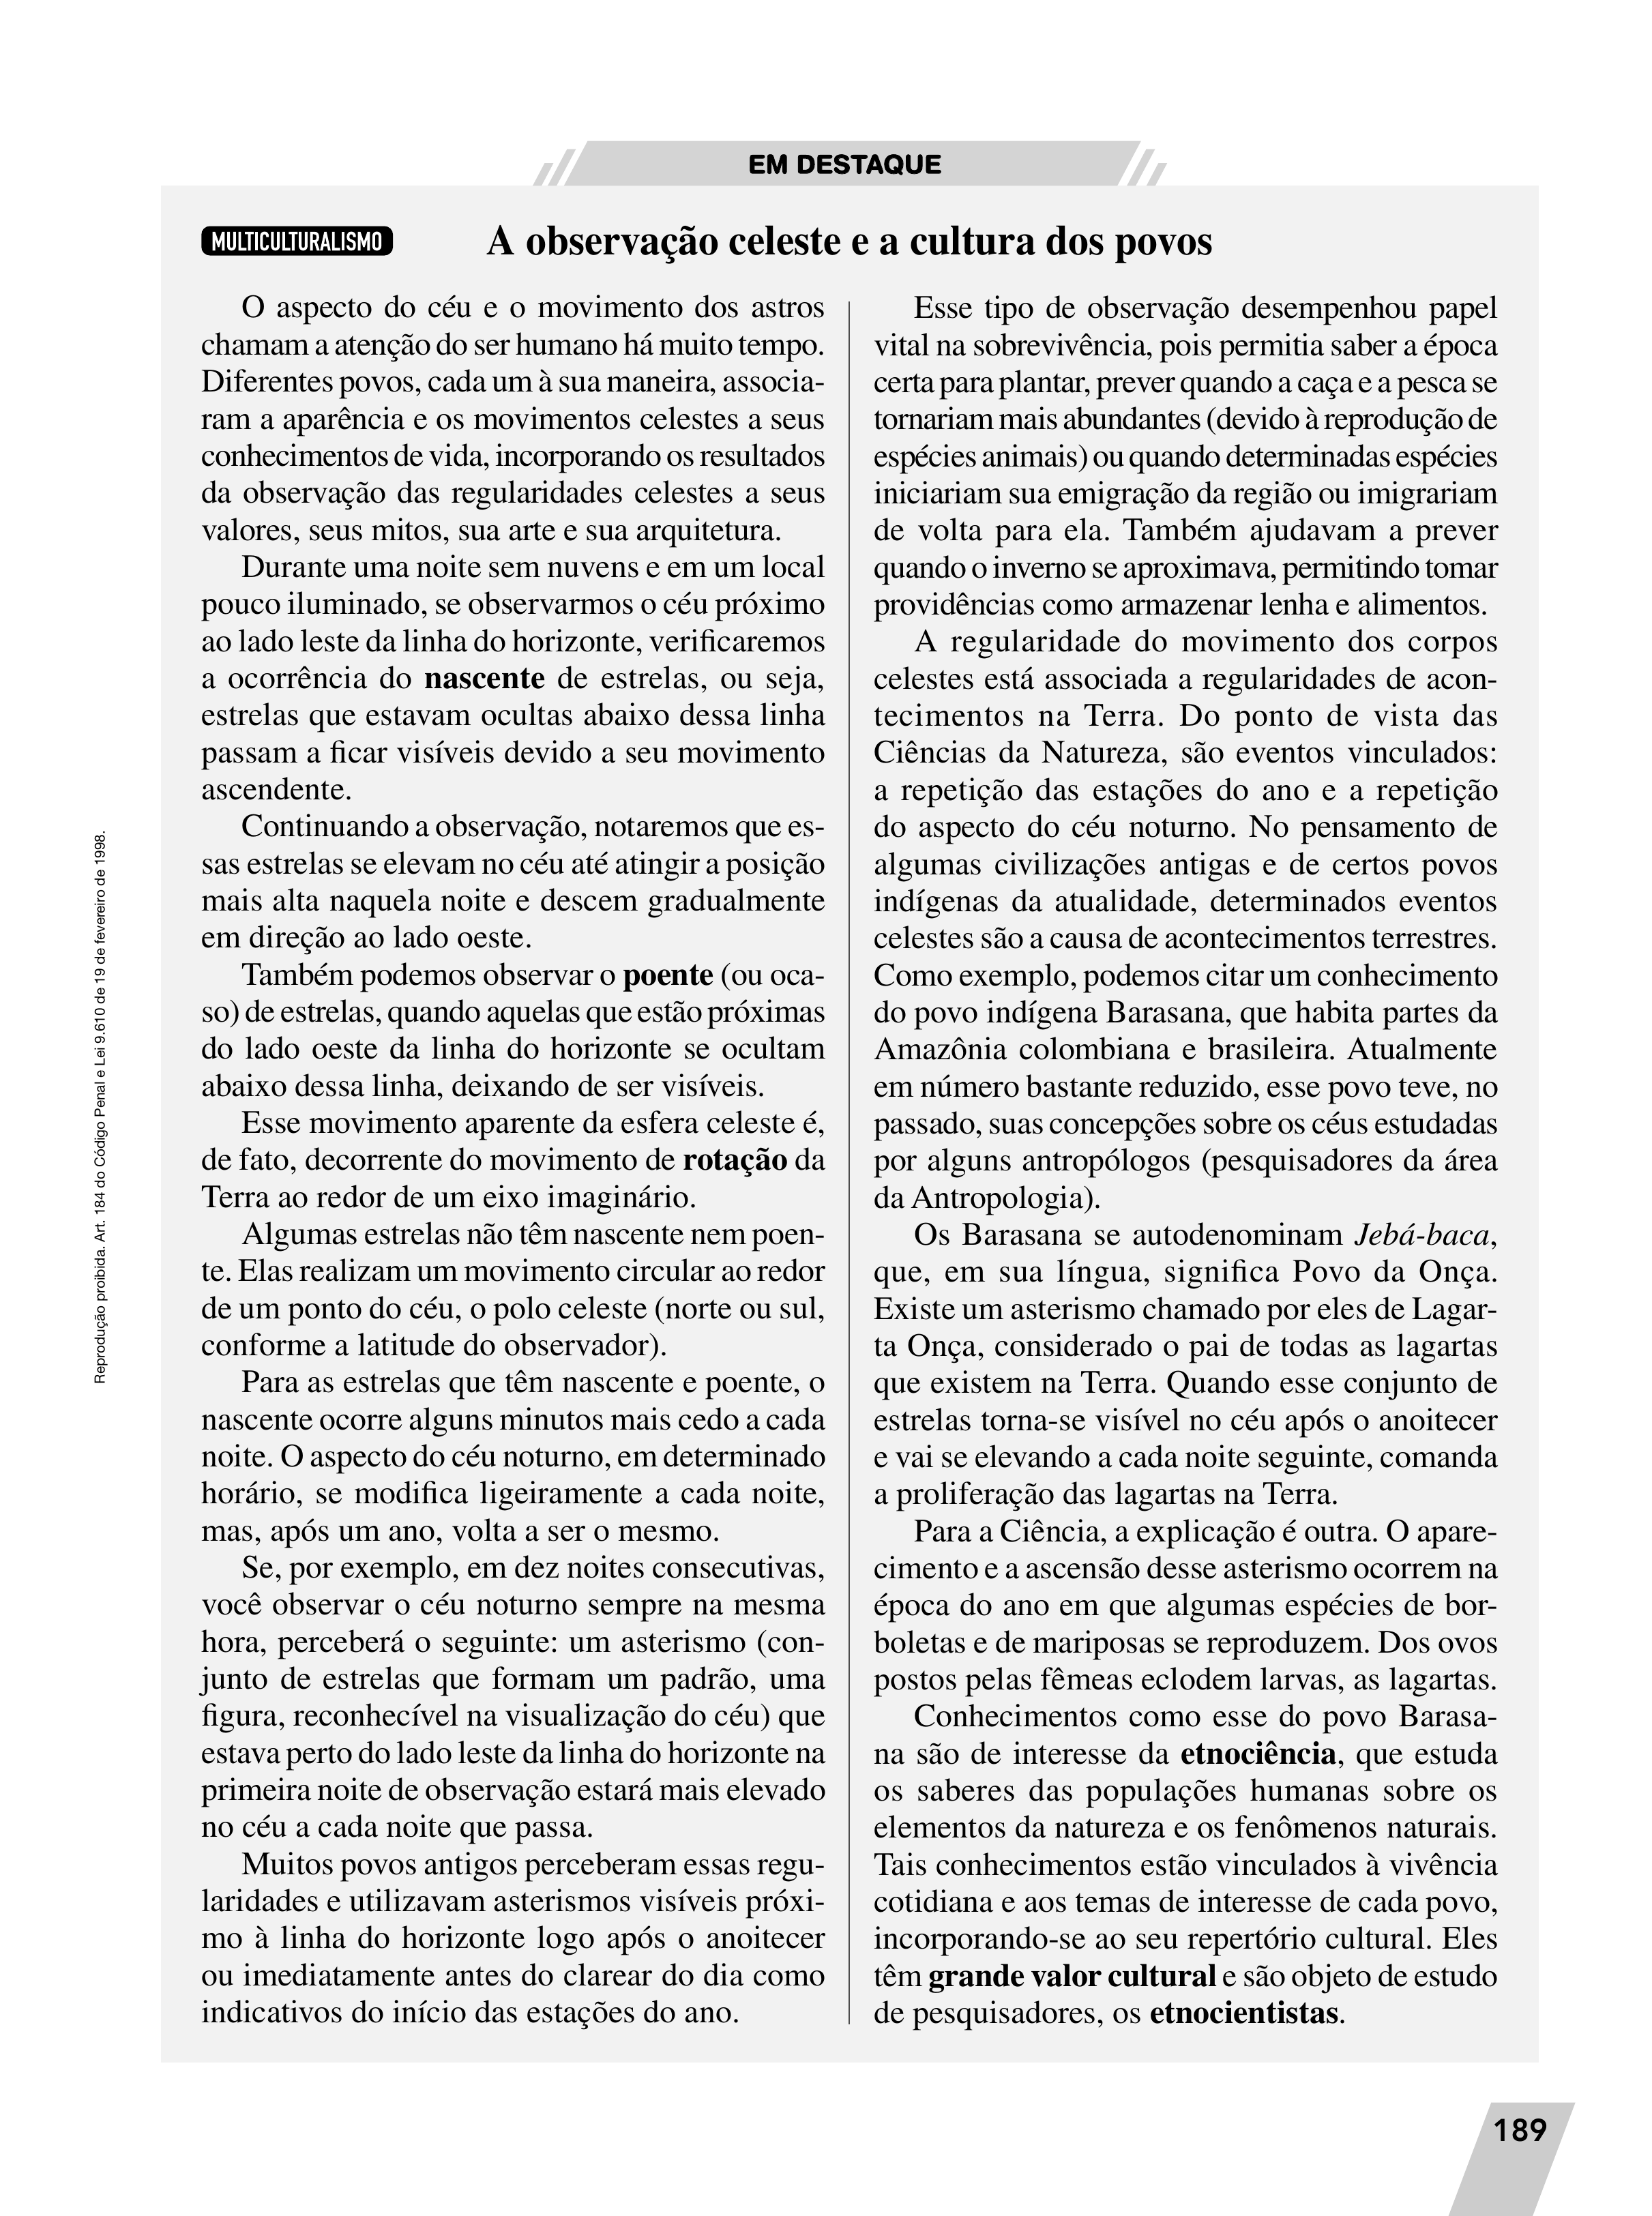 EM DESTAQUE
MULTICULTURALISMO
A observação celeste e a cultura dos povos
O aspecto do céu e o movimento dos astros
chamam a atenção do ser humano há muito tempo.
Diferentes povos, cada um à sua maneira, associa-
ram a aparência e os movimentos celestes a seus
conhecimentos de vida, incorporando os resultados
da observação das regularidades celestes a seus
valores, seus mitos, sua arte e sua arquitetura.
Durante uma noite sem nuvens e em um local
pouco iluminado, se observarmos o céu próximo
ao lado leste da linha do horizonte, verificaremos
a ocorrência do nascente de estrelas, ou seja,
estrelas que estavam ocultas abaixo dessa linha
passam a ficar visíveis devido a seu movimento
ascendente.
Continuando a observação, notaremos que es-
sas estrelas se elevam no céu até atingir a posição
mais alta naquela noite e descem gradualmente
em direção ao lado oeste.
Também podemos observar o poente (ou oca-
so) de estrelas, quando aquelas que estão próximas
do lado oeste da linha do horizonte se ocultam
abaixo dessa linha, deixando de ser visíveis.
Esse movimento aparente da esfera celeste é,
de fato, decorrente do movimento de rotação da
Terra ao redor de um eixo imaginário.
Algumas estrelas não têm nascente nem poen-
te. Elas realizam um movimento circular ao redor
de um ponto do céu, o polo celeste (norte ou sul,
conforme a latitude do observador).
Para as estrelas que têm nascente e poente, o
nascente ocorre alguns minutos mais cedo a cada
noite. O aspecto do céu noturno, em determinado
horário, se modifica ligeiramente a cada noite,
mas, após um ano, volta a ser o mesmo.
Se, por exemplo, em dez noites consecutivas,
você observar o céu noturno sempre na mesma
hora, perceberá o seguinte: um asterismo (con-
junto de estrelas que formam um padrão, uma
figura, reconhecível na visualização do céu) que
estava perto do lado leste da linha do horizonte na
primeira noite de observação estará mais elevado
no céu a cada noite que passa.
Muitos povos antigos perceberam essas regu-
laridades e utilizavam asterismos visíveis próxi-
mo à linha do horizonte logo após o anoitecer
ou imediatamente antes do clarear do dia como
indicativos do início das estações do ano.
Esse tipo de observação desempenhou papel
vital na sobrevivência, pois permitia saber a época
certa para plantar, prever quando a caça e a pesca se
tornariam mais abundantes (devido à reprodução de
espécies animais) ou quando determinadas espécies
iniciariam sua emigração da região ou imigrariam
de volta para ela. Também ajudavam a prever
quando o inverno se aproximava, permitindo tomar
providências como armazenar lenha e alimentos.
A regularidade do movimento dos corpos
celestes está associada a regularidades de acon-
tecimentos na Terra. Do ponto de vista das
Ciências da Natureza, são eventos vinculados:
a repetição das estações do ano e a repetição
do aspecto do céu noturno. No pensamento de
algumas civilizações antigas e de certos povos
indígenas da atualidade, determinados eventos
celestes são a causa de acontecimentos terrestres.
Como exemplo, podemos citar um conhecimento
do povo indígena Barasana, que habita partes da
Amazônia colombiana e brasileira. Atualmente
em número bastante reduzido, esse povo teve, no
passado, suas concepções sobre os céus estudadas
por alguns antropólogos (pesquisadores da área
da Antropologia).
Os Barasana se autodenominam Jebá-baca,
que, em sua língua, significa Povo da Onça.
Existe um asterismo chamado por eles de Lagar-
ta Onça, considerado o pai de todas as lagartas
que existem na Terra. Quando esse conjunto de
estrelas torna-se visível no céu após o anoitecer
e vai se elevando a cada noite seguinte, comanda
a proliferação das lagartas na Terra.
Para a Ciência, a explicação é outra. O apare-
cimento e a ascensão desse asterismo ocorrem na
época do ano em que algumas espécies de bor-
boletas e de mariposas se reproduzem. Dos ovos
postos pelas fêmeas eclodem larvas, as lagartas.
Conhecimentos como esse do povo Barasa-
na são de interesse da etnociência, que estuda
os saberes das populações humanas sobre os
elementos da natureza e os fenômenos naturais.
Tais conhecimentos estão vinculados à vivência
cotidiana e aos temas de interesse de cada povo,
incorporando-se ao seu repertório cultural. Eles
têm grande valor cultural e são objeto de estudo
de pesquisadores, os etnocientistas.
Reprodução proibida. Art. 184 do Código Penal e Lei 9.610 de 19 de fevereiro de 1998.
189